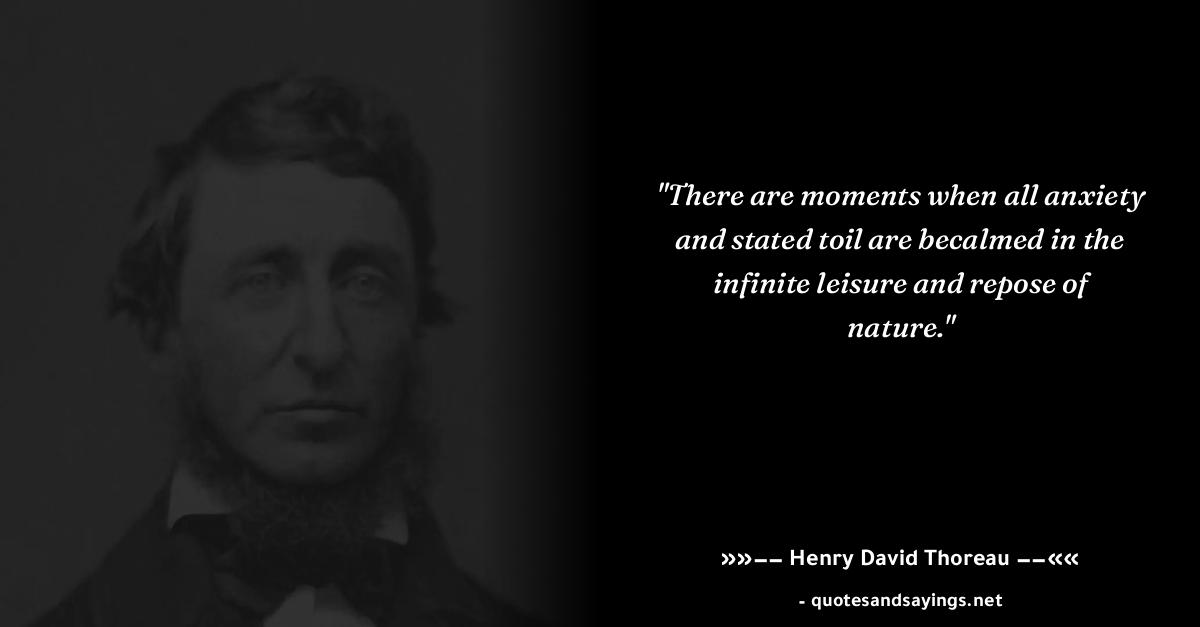 "There are moments when all anxiety
and stated toil are becalmed in the
infinite leisure and repose of
nature."
»»–– Henry David Thoreau ––««
- quotesandsayings.net